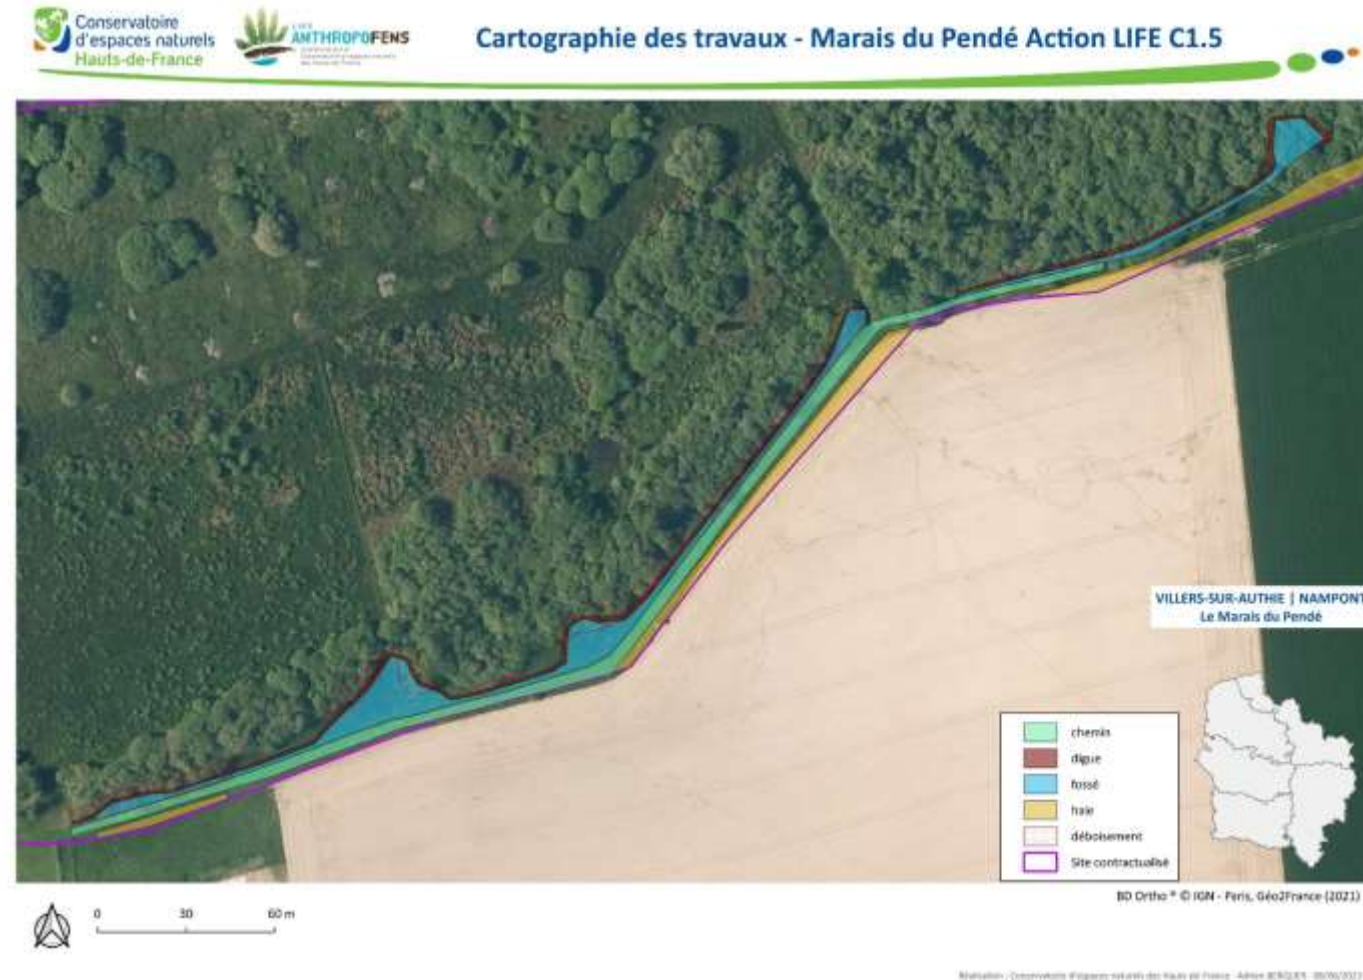 Conservatoire
d'espaces naturels
Hauts-de-France
LIFE
ANTHROPOFENS
Cartographie des travaux - Marais du Pendé Action LIFE C1.5
VILLERS-SUR-AUTHIE | NAMPONT
Le Marais du Pendé
chemin
digue
fossé
haie
déboisement
Site contractualisé
BD Ortho ® © IGN - Paris, Géo2France (2021)
0 30 60 m